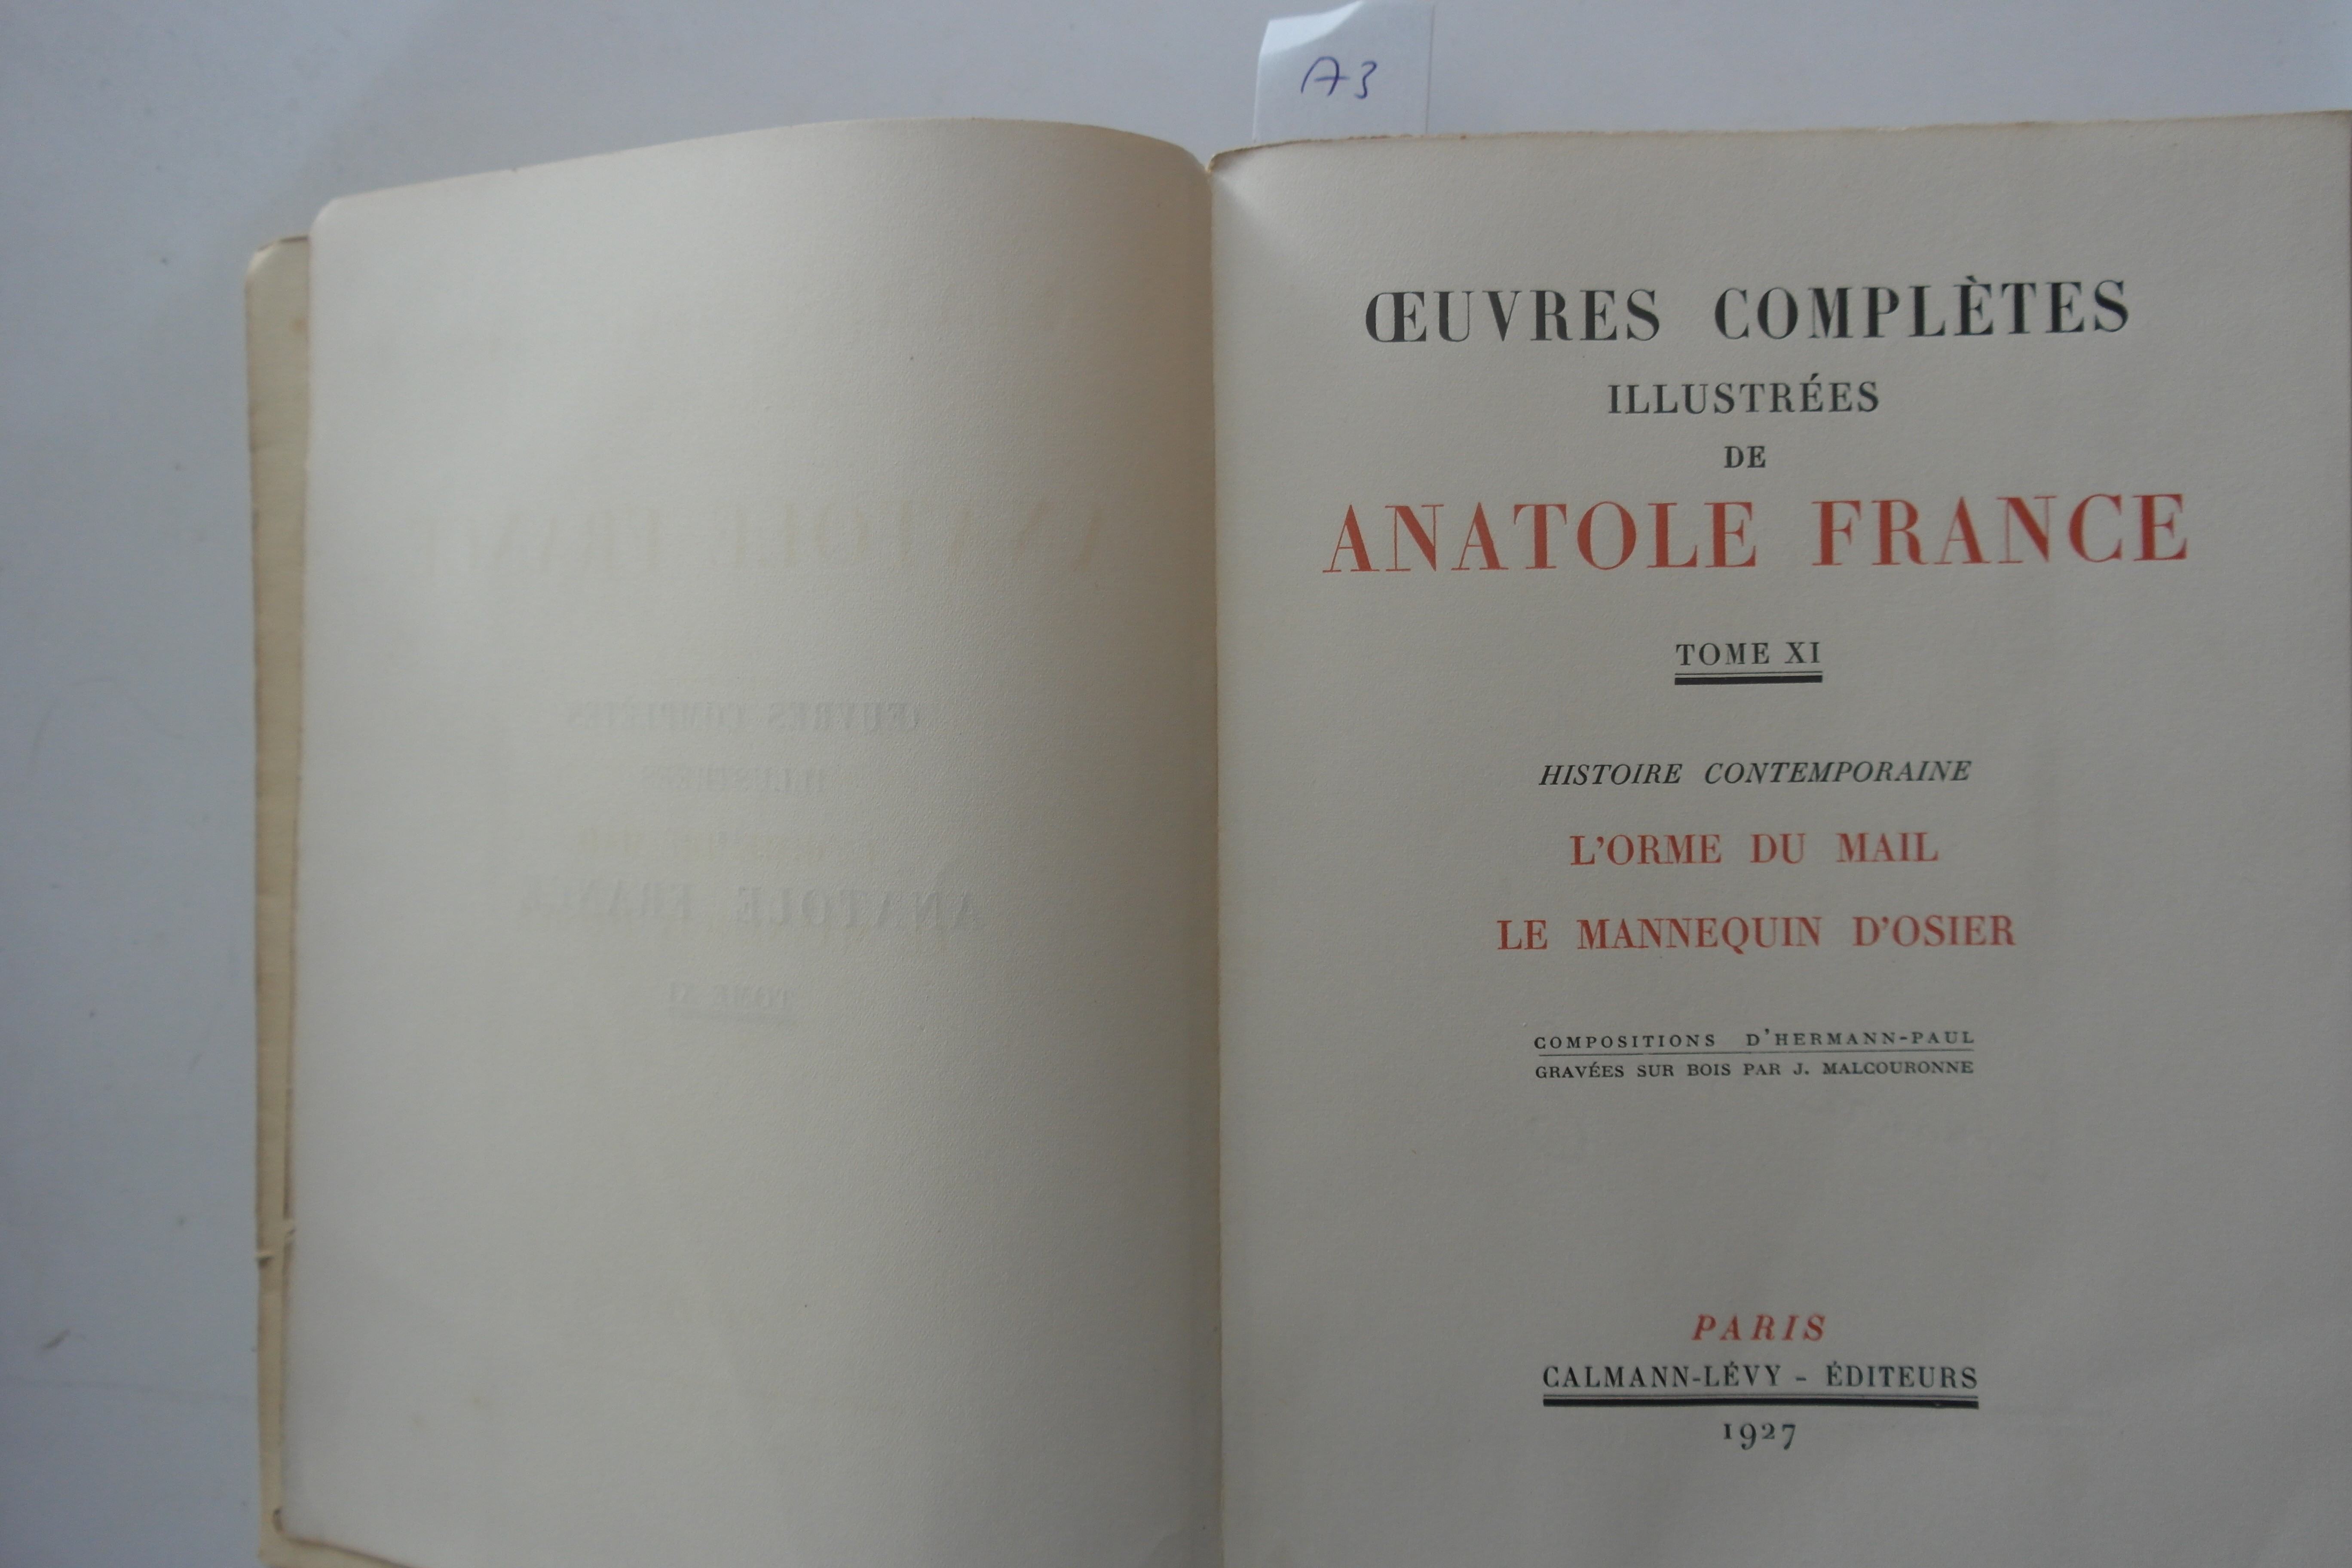 A3
ŒUVRES COMPLÈTES
ILLUSTRÉES
DE
ANATOLE FRANCE
TOME XI
HISTOIRE CONTEMPORAINE
L'ORME DU MAIL
LE MANNEQUIN D'OSIER
COMPOSITIONS D'HERMANN-PAUL
GRAVÉES SUR BOIS PAR J. MALCOURONNE
PARIS
CALMANN-LÉVY - ÉDITEURS
1927